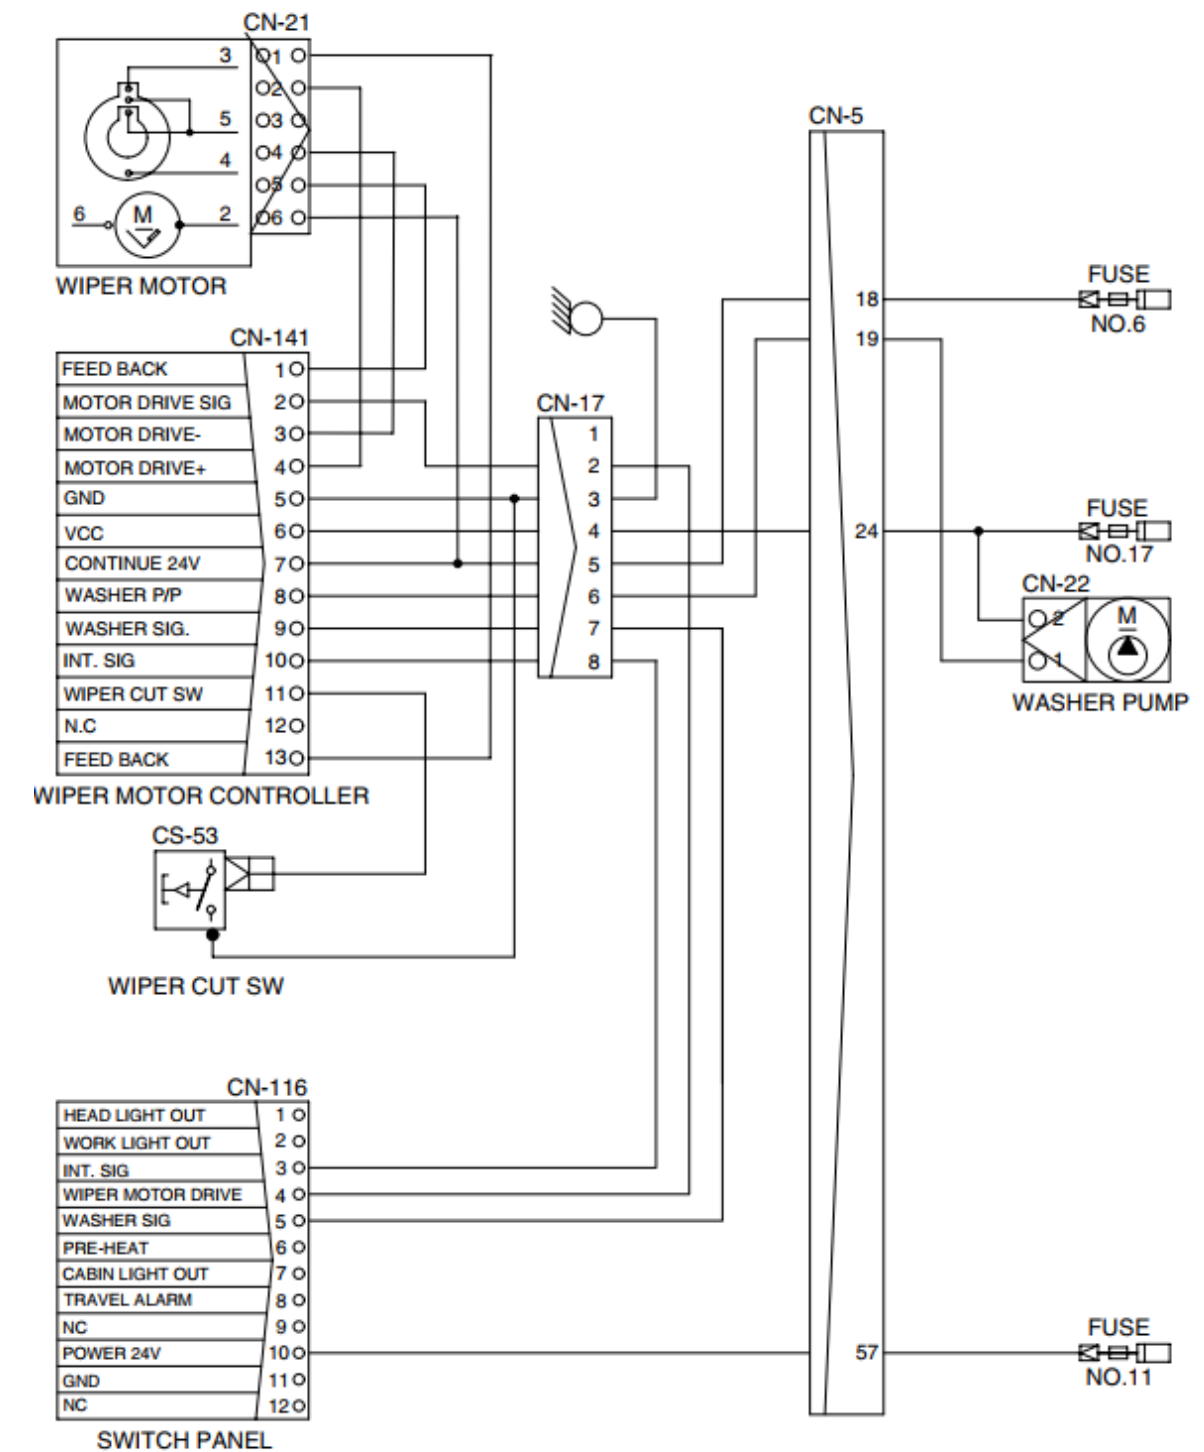 CN-21
3
5
4
6
M
2
1
2
3
4
5
6
WIPER MOTOR
CN-141
FEED BACK 1
MOTOR DRIVE SIG 2
MOTOR DRIVE- 3
MOTOR DRIVE+ 4
GND 5
VCC 6
CONTINUE 24V 7
WASHER P/P 8
WASHER SIG. 9
INT. SIG 10
WIPER CUT SW 11
N.C 12
FEED BACK 13
WIPER MOTOR CONTROLLER
CS-53
WIPER CUT SW
CN-17
1
2
3
4
5
6
7
8
CN-5
18
19
24
57
FUSE
NO.6
FUSE
NO.17
CN-22
2
1
M
WASHER PUMP
FUSE
NO.11
CN-116
HEAD LIGHT OUT 1
WORK LIGHT OUT 2
INT. SIG 3
WIPER MOTOR DRIVE 4
WASHER SIG 5
PRE-HEAT 6
CABIN LIGHT OUT 7
TRAVEL ALARM 8
NC 9
POWER 24V 10
GND 11
NC 12
SWITCH PANEL